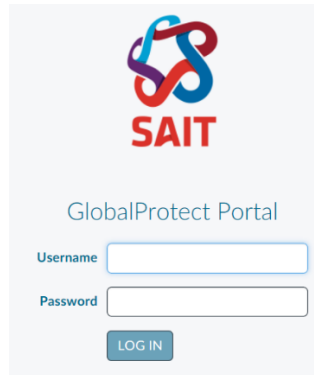 SAIT
GlobalProtect Portal
Username
Password
LOG IN